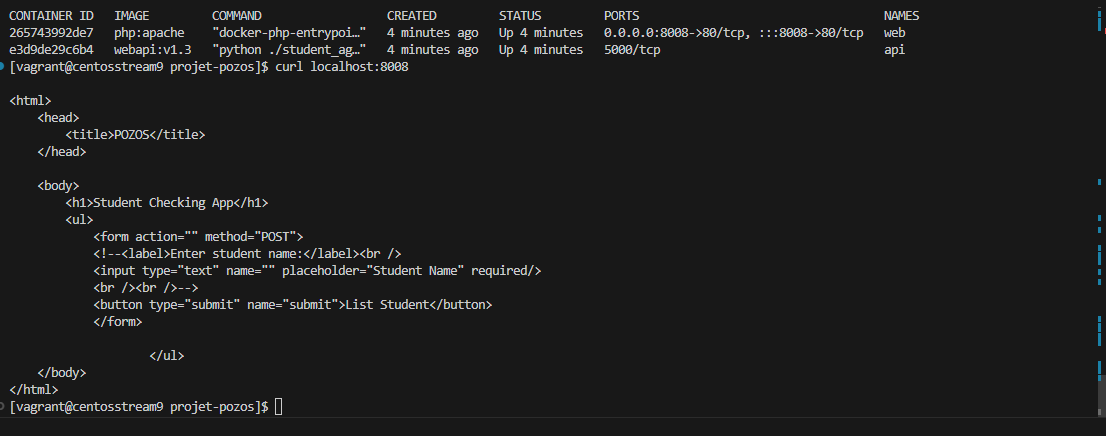 CONTAINER ID   IMAGE          COMMAND                  CREATED         STATUS         PORTS                                   NAMES
265743992de7   php:apache     "docker-php-entrypoi…"   4 minutes ago   Up 4 minutes   0.0.0.0:8008->80/tcp, :::8008->80/tcp   web
e3d9de29c6b4   webapi:v1.3    "python ./student_ag…"   4 minutes ago   Up 4 minutes   5000/tcp                                api
[vagrant@centosstream9 projet-pozos]$ curl localhost:8008
<html>
    <head>
        <title>POZOS</title>
    </head>
    <body>
        <h1>Student Checking App</h1>
        <ul>
            <form action="" method="POST">
            <!--<label>Enter student name:</label><br />
            <input type="text" name="" placeholder="Student Name" required/>
            <br /><br />-->
            <button type="submit" name="submit">List Student</button>
            </form>
                    </ul>
    </body>
</html>
[vagrant@centosstream9 projet-pozos]$